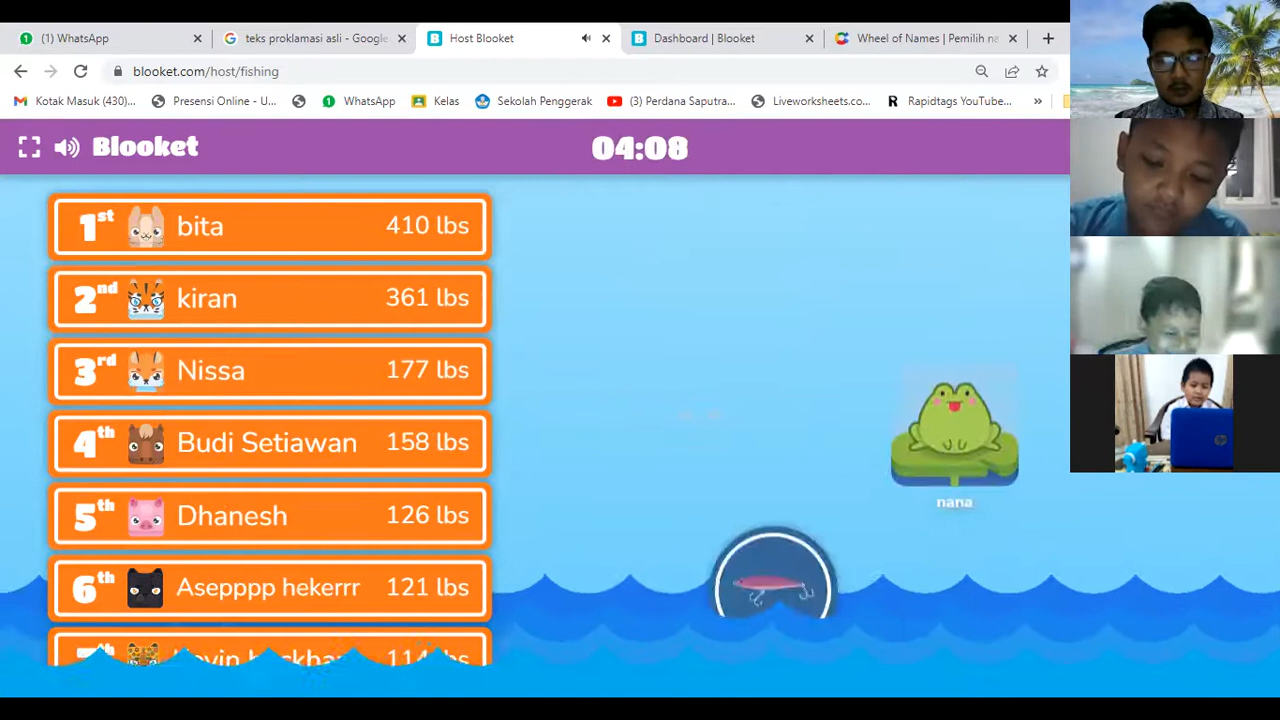 (1) WhatsApp
teks proklamasi asli - Google
Host Blooket
Dashboard | Blooket
Wheel of Names | Pemilih na
blooket.com/host/fishing
Kotak Masuk (430)...
Presensi Online - U...
WhatsApp
Kelas
Sekolah Penggerak
(3) Perdana Saputra...
Liveworksheets.co...
Rapidtags YouTube...
»
Blooket
04:08
1st bita 410 lbs
2nd kiran 361 lbs
3rd Nissa 177 lbs
4th Budi Setiawan 158 lbs
5th Dhanesh 126 lbs
6th Asepppp hekerrr 121 lbs
114 lbs
nana